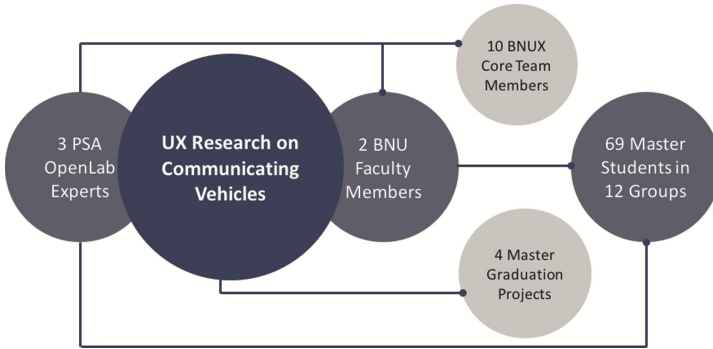 10 BNUX
Core Team
Members
3 PSA
OpenLab
Experts
UX Research on
Communicating
Vehicles
2 BNU
Faculty
Members
69 Master
Students in
12 Groups
4 Master
Graduation
Projects